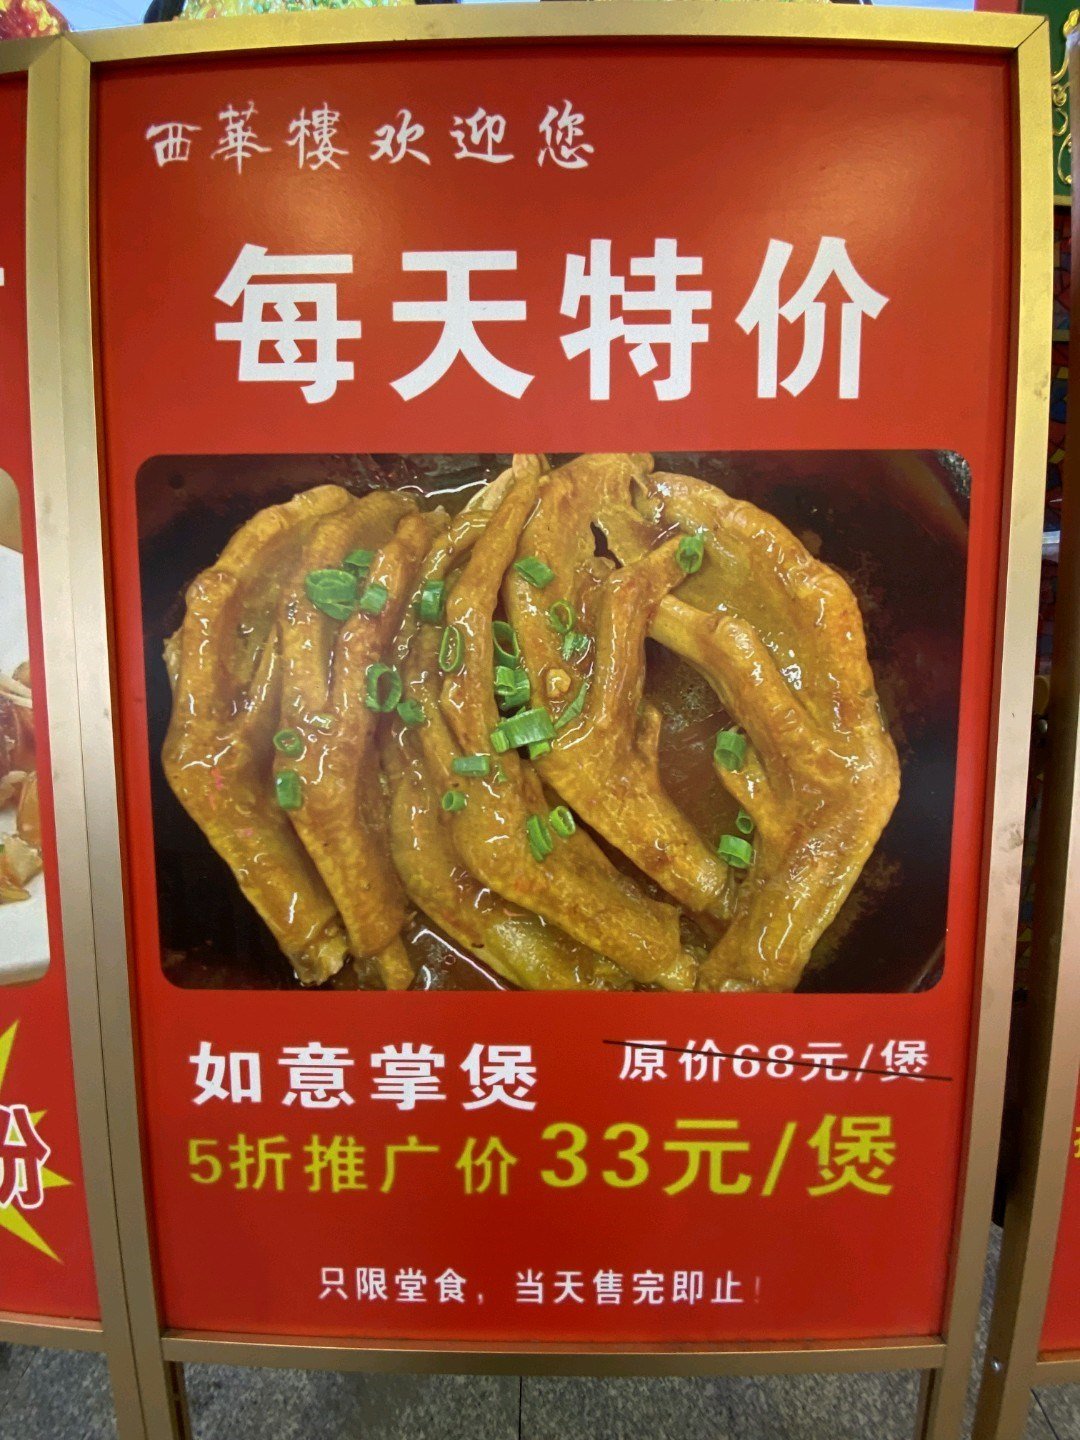 西華樓欢迎您
每天特价
如意掌煲
原价68元/煲
5折推广价 33元/煲
只限堂食，当天售完即止！